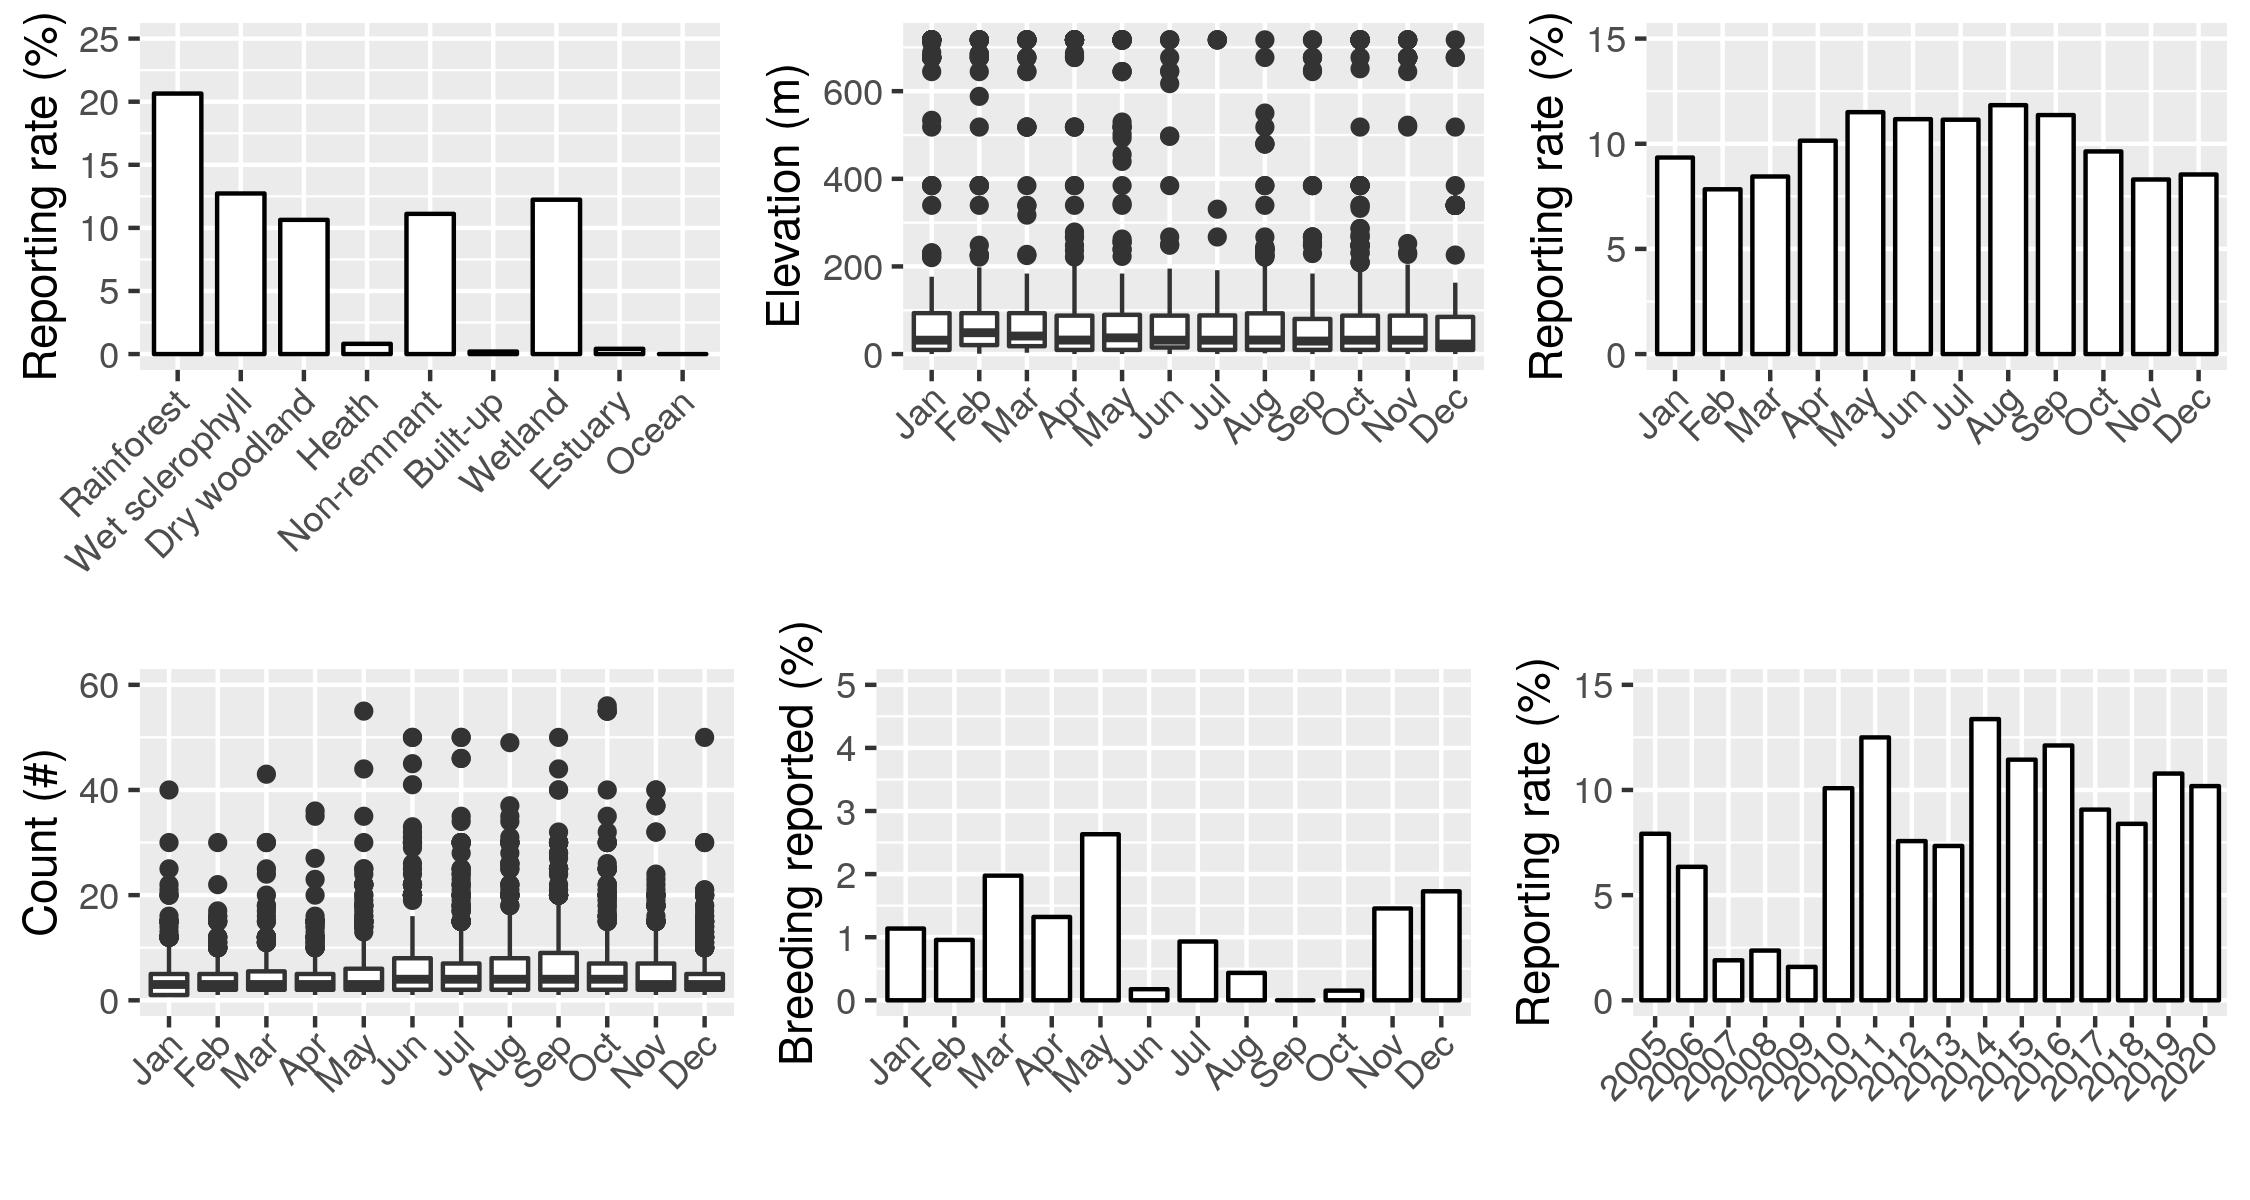 Reporting rate (%)
25
20
15
10
5
0
Rainforest
Wet sclerophyll
Dry woodland
Heath
Non-remnant
Built-up
Wetland
Estuary
Ocean
Elevation (m)
600
400
200
0
Jan
Feb
Mar
Apr
May
Jun
Jul
Aug
Sep
Oct
Nov
Dec
Reporting rate (%)
15
10
5
0
Jan
Feb
Mar
Apr
May
Jun
Jul
Aug
Sep
Oct
Nov
Dec
Count (#)
60
40
20
0
Jan
Feb
Mar
Apr
May
Jun
Jul
Aug
Sep
Oct
Nov
Dec
Breeding reported (%)
5
4
3
2
1
0
Jan
Feb
Mar
Apr
May
Jun
Jul
Aug
Sep
Oct
Nov
Dec
Reporting rate (%)
15
10
5
0
2005
2006
2007
2008
2009
2010
2011
2012
2013
2014
2015
2016
2017
2018
2019
2020